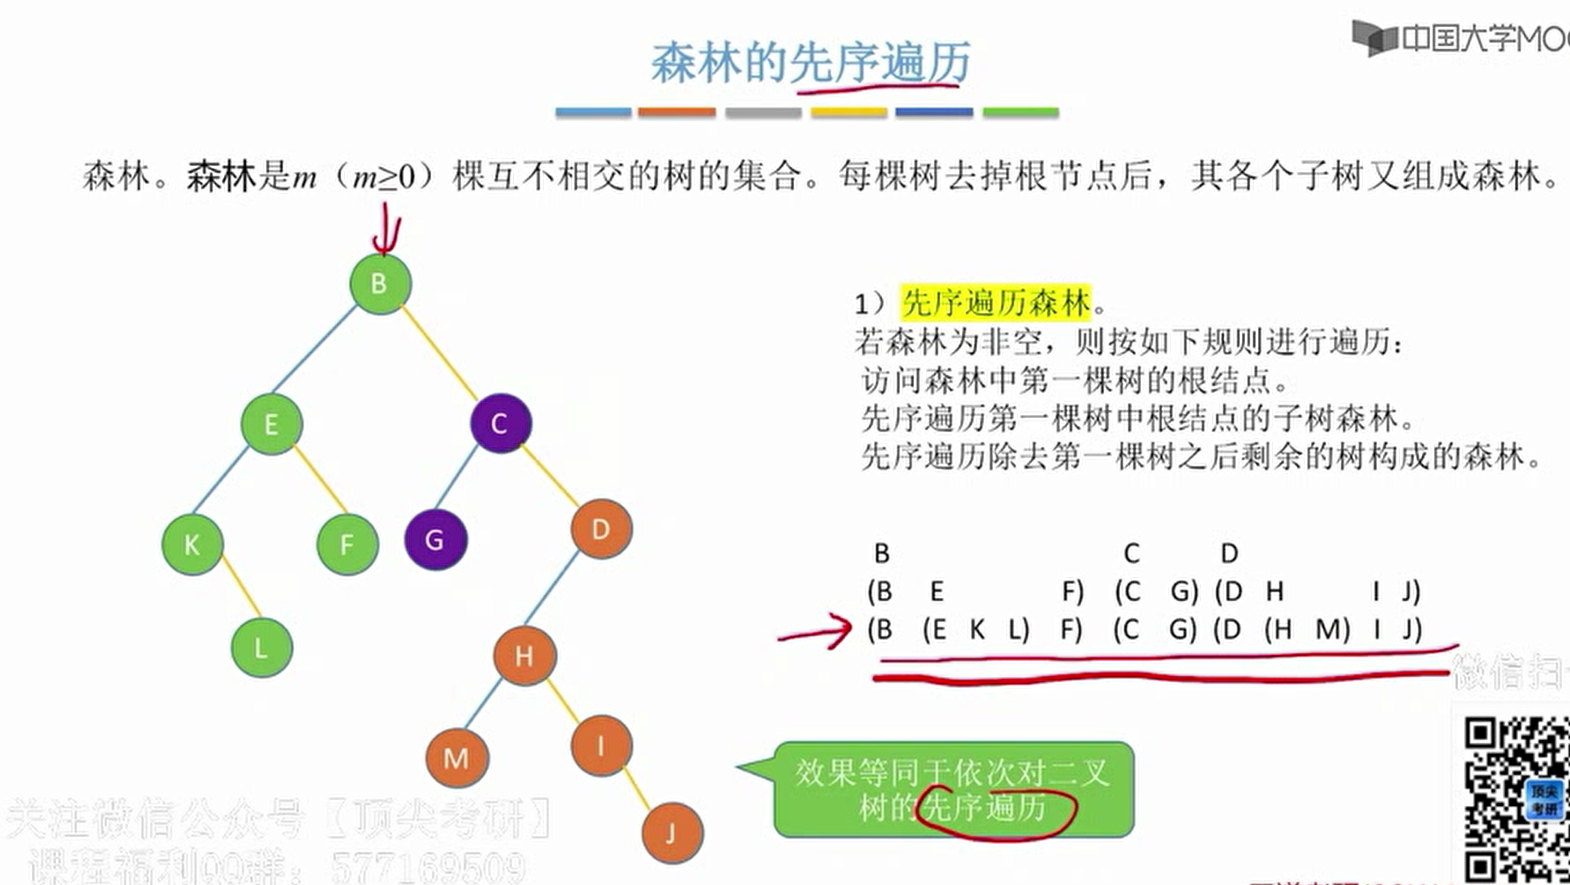 中国大学MOO
森林的先序遍历
森林。森林是m（m≥0）棵互不相交的树的集合。每棵树去掉根节点后，其各个子树又组成森林。
B
E
C
K
F
G
D
L
H
M
I
J
1）先序遍历森林。
若森林为非空，则按如下规则进行遍历：
访问森林中第一棵树的根结点。
先序遍历第一棵树中根结点的子树森林。
先序遍历除去第一棵树之后剩余的树构成的森林。
B C D
(B E F) (C G) (D H I J)
(B (E K L) F) (C G) (D (H M) I J)
效果等同于依次对二叉
树的先序遍历
微信扫
顶尖
考研
关注微信公众号【顶尖考研】
课程福利QQ群：577169509